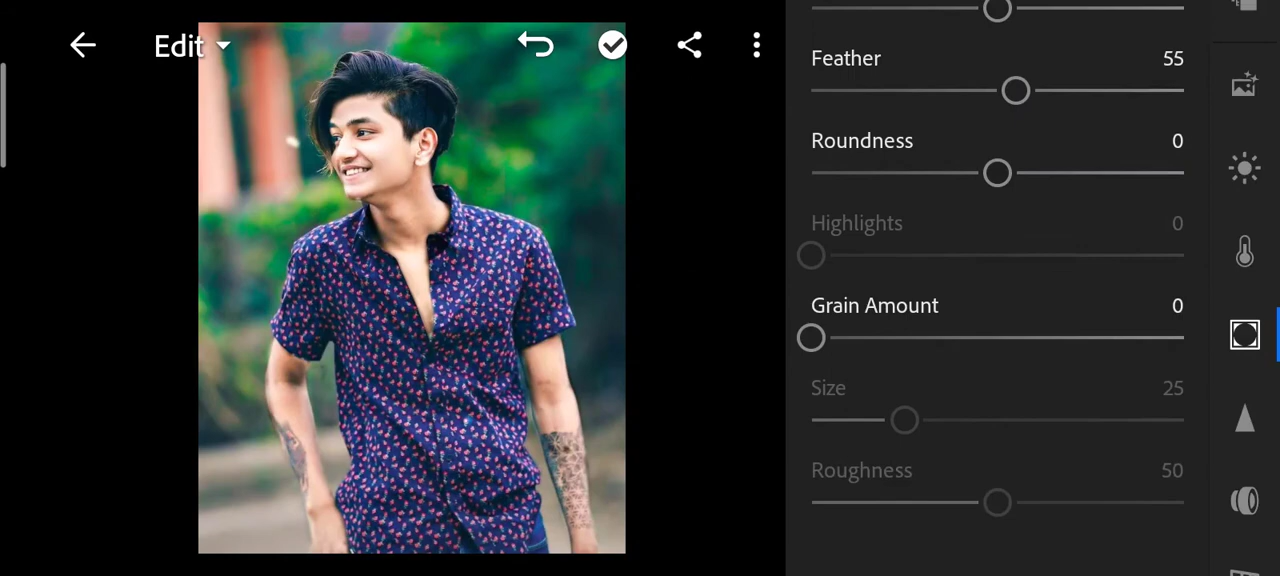 Edit
Feather 55
Roundness 0
Highlights 0
Grain Amount 0
Size 25
Roughness 50